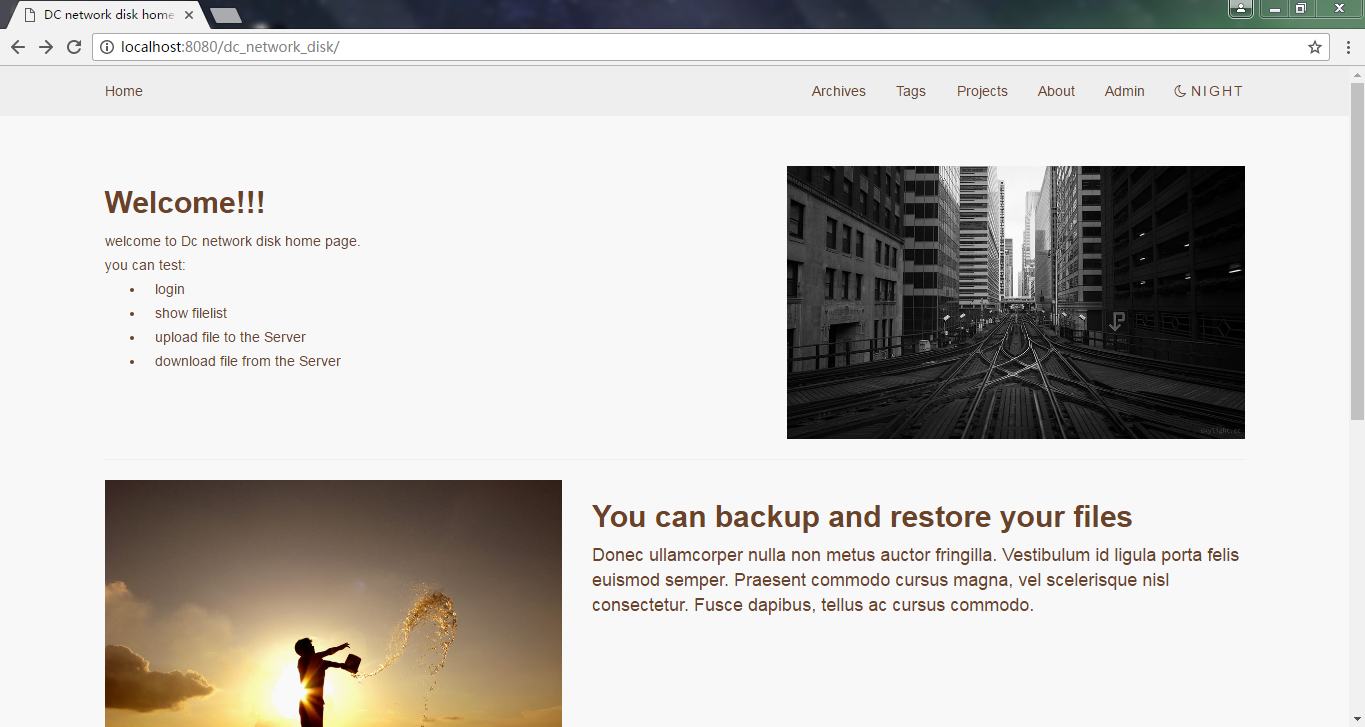 DC network disk home
localhost:8080/dc_network_disk/
Home Archives Tags Projects About Admin NIGHT
Welcome!!!
welcome to Dc network disk home page.
you can test:
• login
• show filelist
• upload file to the Server
• download file from the Server
P
You can backup and restore your files
Donec ullamcorper nulla non metus auctor fringilla. Vestibulum id ligula porta felis
euismod semper. Praesent commodo cursus magna, vel scelerisque nisl
consectetur. Fusce dapibus, tellus ac cursus commodo.